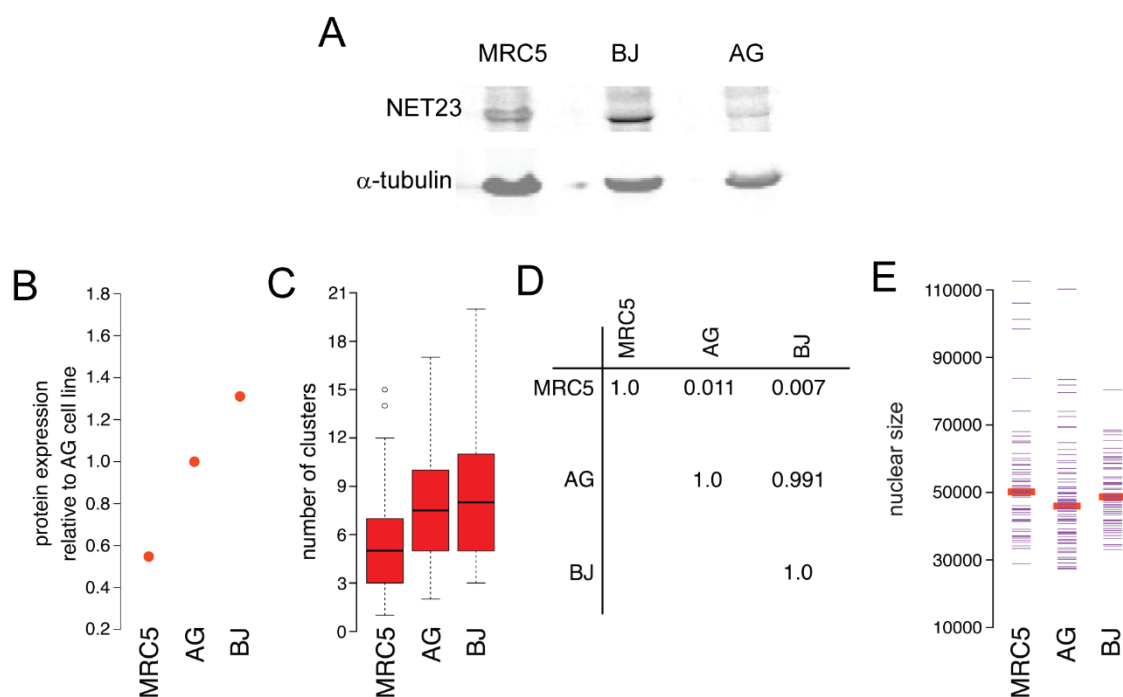 A
MRC5 BJ AG
NET23
α-tubulin
B
protein expression
relative to AG cell line
1.8
1.6
1.4
1.2
1.0
0.8
0.6
0.4
0.2
MRC5
AG
BJ
C
number of clusters
21
18
15
12
9
6
3
0
MRC5
AG
BJ
D
MRC5 AG BJ
MRC5 1.0 0.011 0.007
AG 1.0 0.991
BJ 1.0
E
nuclear size
110000
90000
70000
50000
30000
10000
MRC5
AG
BJ